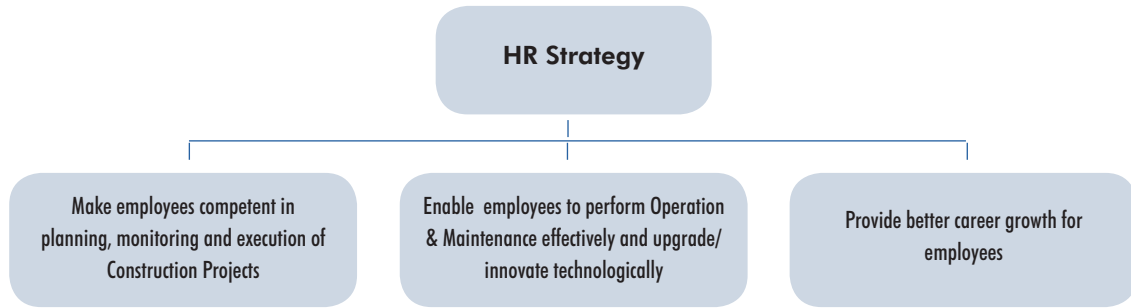 HR Strategy
Make employees competent in
planning, monitoring and execution of
Construction Projects
Enable employees to perform Operation
& Maintenance effectively and upgrade/
innovate technologically
Provide better career growth for
employees